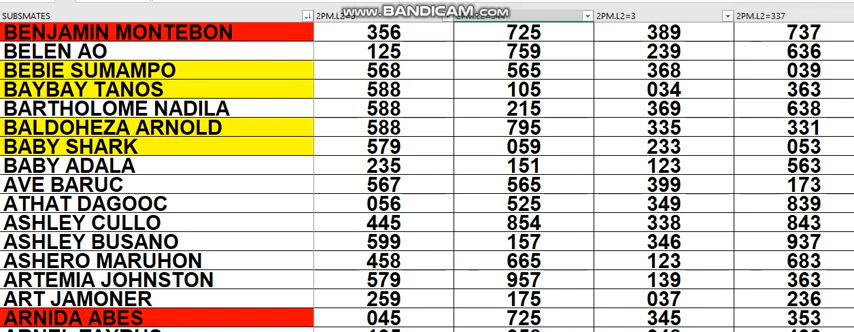 WWW.BANDICAM.COM
SUBSMATES 2PM.L2=3 2PM.L2=337
BENJAMIN MONTEBON 356 725 389 737
BELEN AO 125 759 239 636
BEBIE SUMAMPO 568 565 368 039
BAYBAY TANOS 588 105 034 363
BARTHOLOME NADILA 588 215 369 638
BALDOHEZA ARNOLD 588 795 335 331
BABY SHARK 579 059 233 053
BABY ADALA 235 151 123 563
AVE BARUC 567 565 399 173
ATHAT DAGOOC 056 525 349 839
ASHLEY CULLO 445 854 338 843
ASHLEY BUSANO 599 157 346 937
ASHERO MARUHON 458 665 123 683
ARTEMIA JOHNSTON 579 957 139 363
ART JAMONER 259 175 037 236
ARNIDA ABES 045 725 345 353